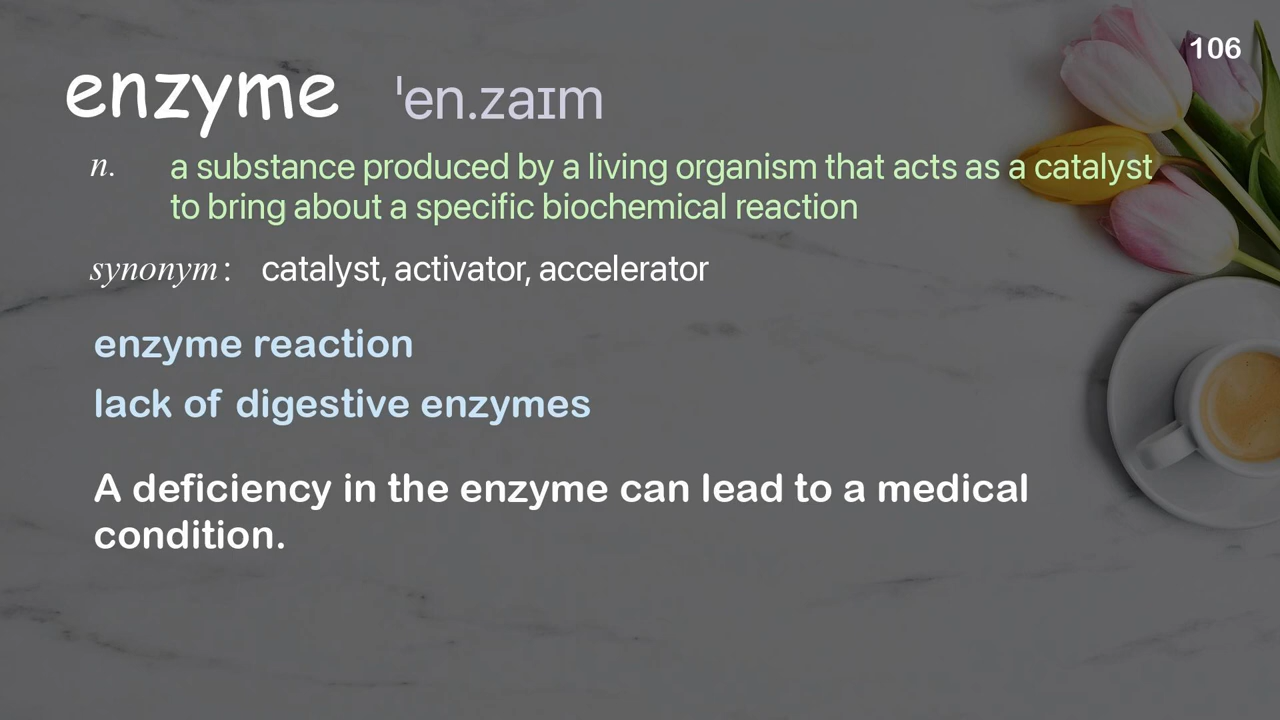 106
enzyme ˈen.zaɪm
n. a substance produced by a living organism that acts as a catalyst
to bring about a specific biochemical reaction
synonym : catalyst, activator, accelerator
enzyme reaction
lack of digestive enzymes
A deficiency in the enzyme can lead to a medical
condition.